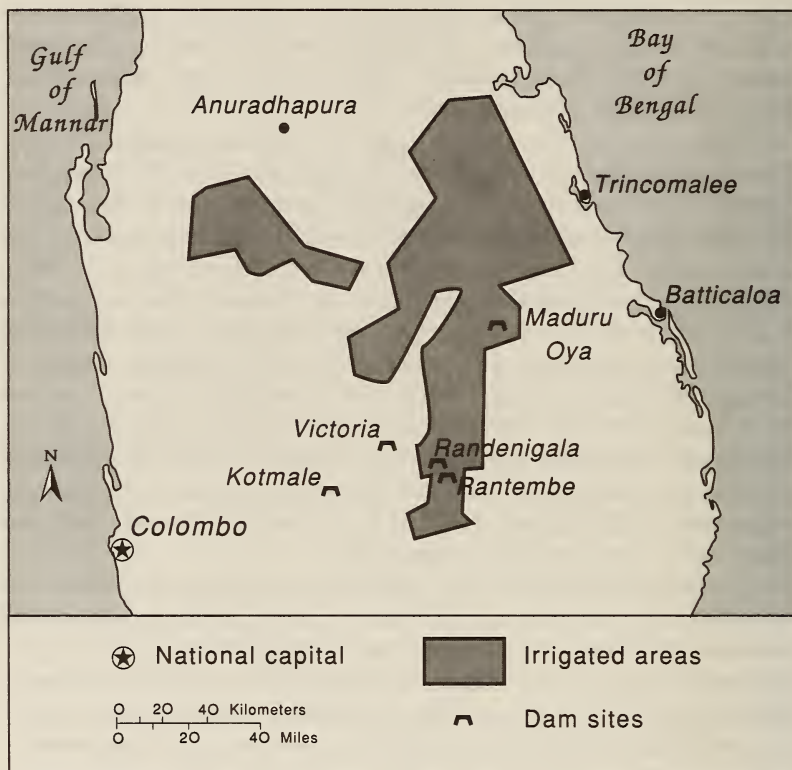 Gulf
of
Mannar
Bay
of
Bengal
Anuradhapura
Trincomalee
Batticaloa
Maduru
Oya
Victoria
Randenigala
Kotmale
Rantembe
N
Colombo
National capital
Irrigated areas
0 20 40 Kilometers
0 20 40 Miles
Dam sites